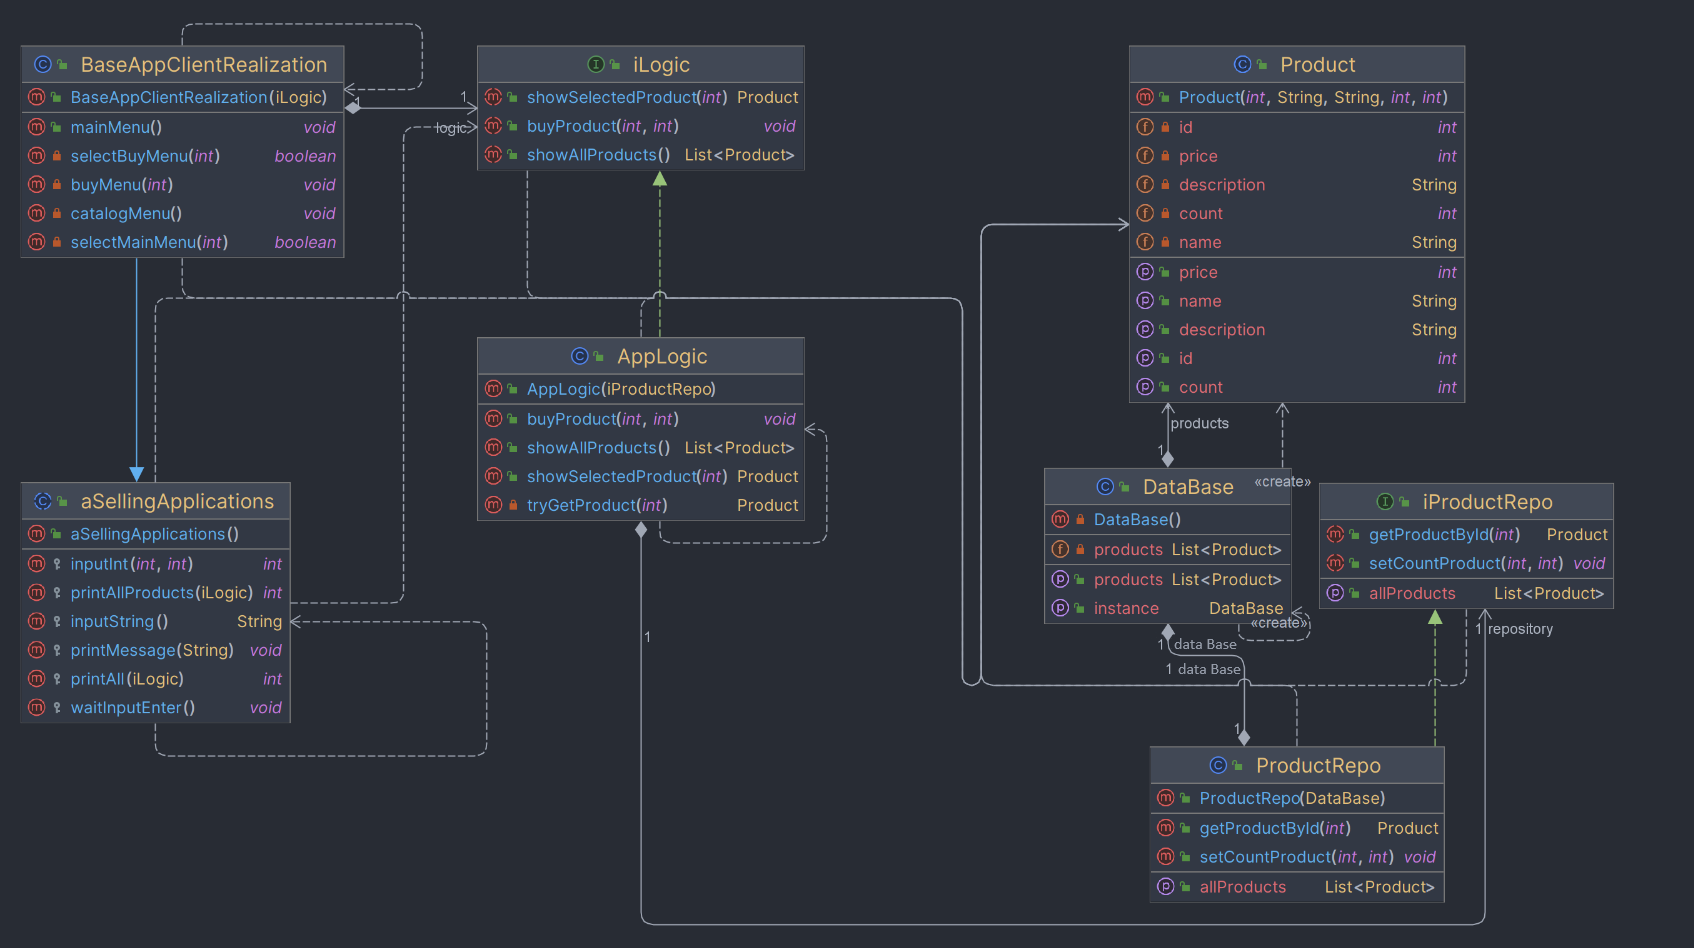 BaseAppClientRealization
BaseAppClientRealization(iLogic)
mainMenu() void
selectBuyMenu(int) boolean
buyMenu(int) void
catalogMenu() void
selectMainMenu(int) boolean
1
1
logic
iLogic
showSelectedProduct(int) Product
buyProduct(int, int) void
showAllProducts() List<Product>
Product
Product(int, String, String, int, int)
id int
price int
description String
count int
name String
price int
name String
description String
id int
count int
AppLogic
AppLogic(iProductRepo)
buyProduct(int, int) void
showAllProducts() List<Product>
showSelectedProduct(int) Product
tryGetProduct(int) Product
1
aSellingApplications
aSellingApplications()
inputInt(int, int) int
printAllProducts(iLogic) int
inputString() String
printMessage(String) void
printAll(iLogic) int
waitInputEnter() void
products
1
«create»
DataBase
DataBase()
products List<Product>
products List<Product>
instance DataBase
«create»
1 data Base
1 data Base
1
iProductRepo
getProductById(int) Product
setCountProduct(int, int) void
allProducts List<Product>
1 repository
ProductRepo
ProductRepo(DataBase)
getProductById(int) Product
setCountProduct(int, int) void
allProducts List<Product>